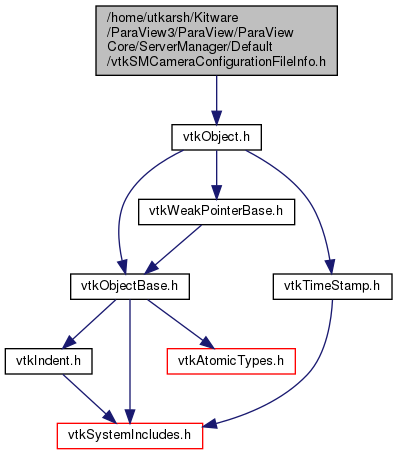 /home/utkarsh/Kitware
/ParaView3/ParaView/ParaView
Core/ServerManager/Default
/vtkSMCameraConfigurationFileInfo.h
vtkObject.h
vtkWeakPointerBase.h
vtkObjectBase.h
vtkTimeStamp.h
vtkIndent.h
vtkAtomicTypes.h
vtkSystemIncludes.h